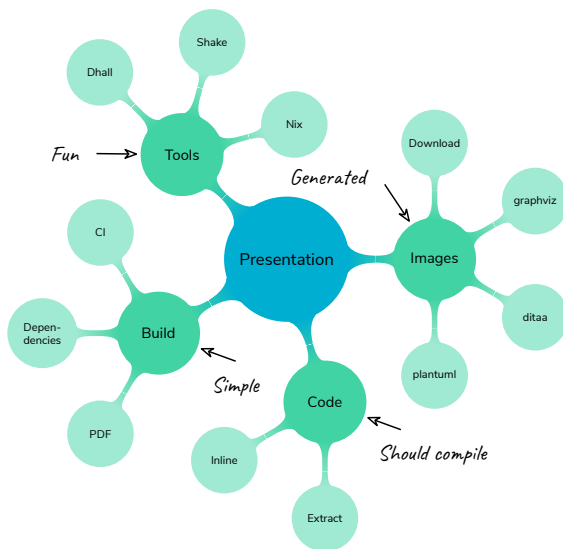 Shake
Dhall
Nix
Fun
Tools
Download
Generated
graphviz
CI
Presentation
Images
ditaa
Depen-
dencies
Build
plantuml
Simple
Code
PDF
Should compile
Inline
Extract